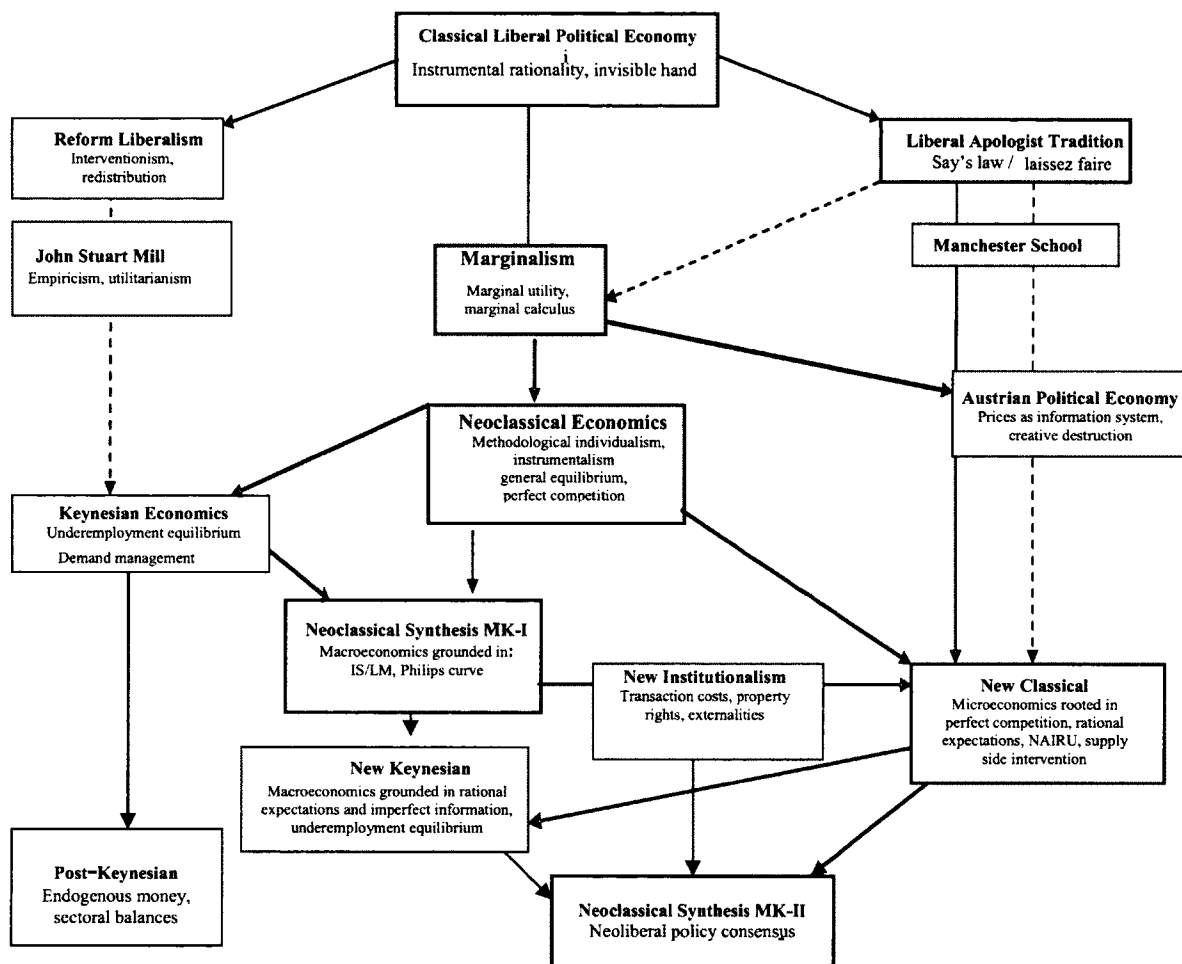 Classical Liberal Political Economy
i
Instrumental rationality, invisible hand
Reform Liberalism
Interventionism,
redistribution
Liberal Apologist Tradition
Say's law / laissez faire
John Stuart Mill
Empiricism, utilitarianism
Marginalism
Marginal utility,
marginal calculus
Manchester School
Austrian Political Economy
Prices as information system,
creative destruction
Neoclassical Economics
Methodological individualism,
instrumentalism
general equilibrium,
perfect competition
Keynesian Economics
Underemployment equilibrium
Demand management
Neoclassical Synthesis MK-I
Macroeconomics grounded in:
IS/LM, Philips curve
New Institutionalism
Transaction costs, property
rights, externalities
New Classical
Microeconomics rooted in
perfect competition, rational
expectations, NAIRU, supply
side intervention
New Keynesian
Macroeconomics grounded in rational
expectations and imperfect information,
underemployment equilibrium
Post-Keynesian
Endogenous money,
sectoral balances
Neoclassical Synthesis MK-II
Neoliberal policy consensus